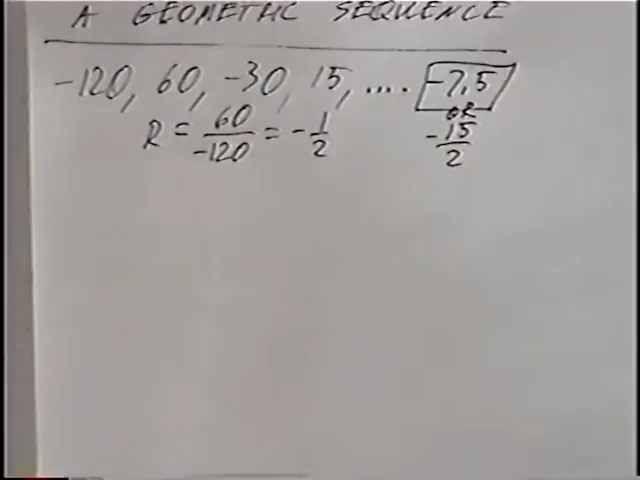 A GEOMETRIC SEQUENCE
-120, 60, -30, 15, .... -7.5
OR
R = 60/-120 = -1/2
-15/2